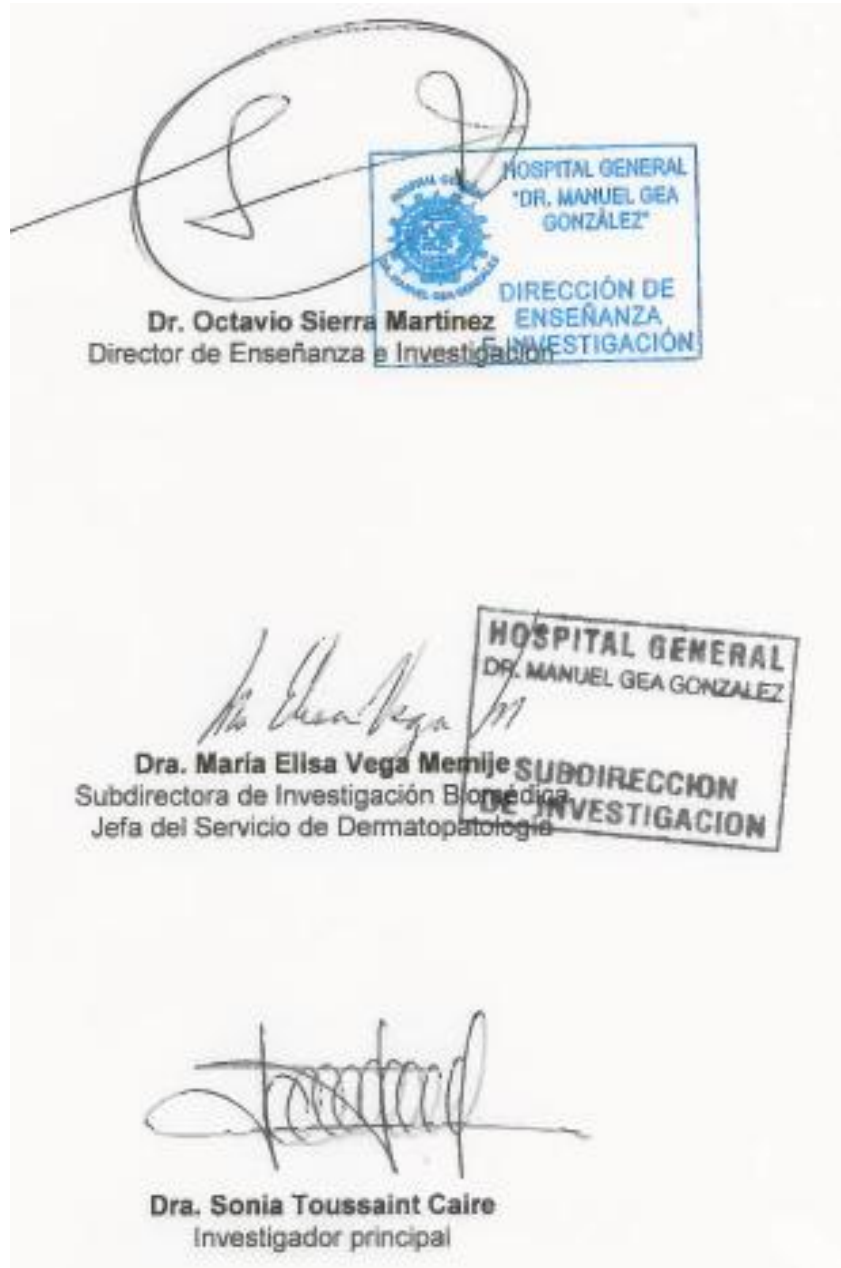 HOSPITAL GENERAL
"DR. MANUEL GEA
GONZÁLEZ"
DIRECCIÓN DE
ENSEÑANZA
E INVESTIGACIÓN
Dr. Octavio Sierra Martínez
Director de Enseñanza e Investigación
HOSPITAL GENERAL
DR. MANUEL GEA GONZALEZ
SUBDIRECCION
DE INVESTIGACION
Dra. María Elisa Vega Memije
Subdirectora de Investigación Biomédica
Jefa del Servicio de Dermatopatología
Dra. Sonia Toussaint Caire
Investigador principal